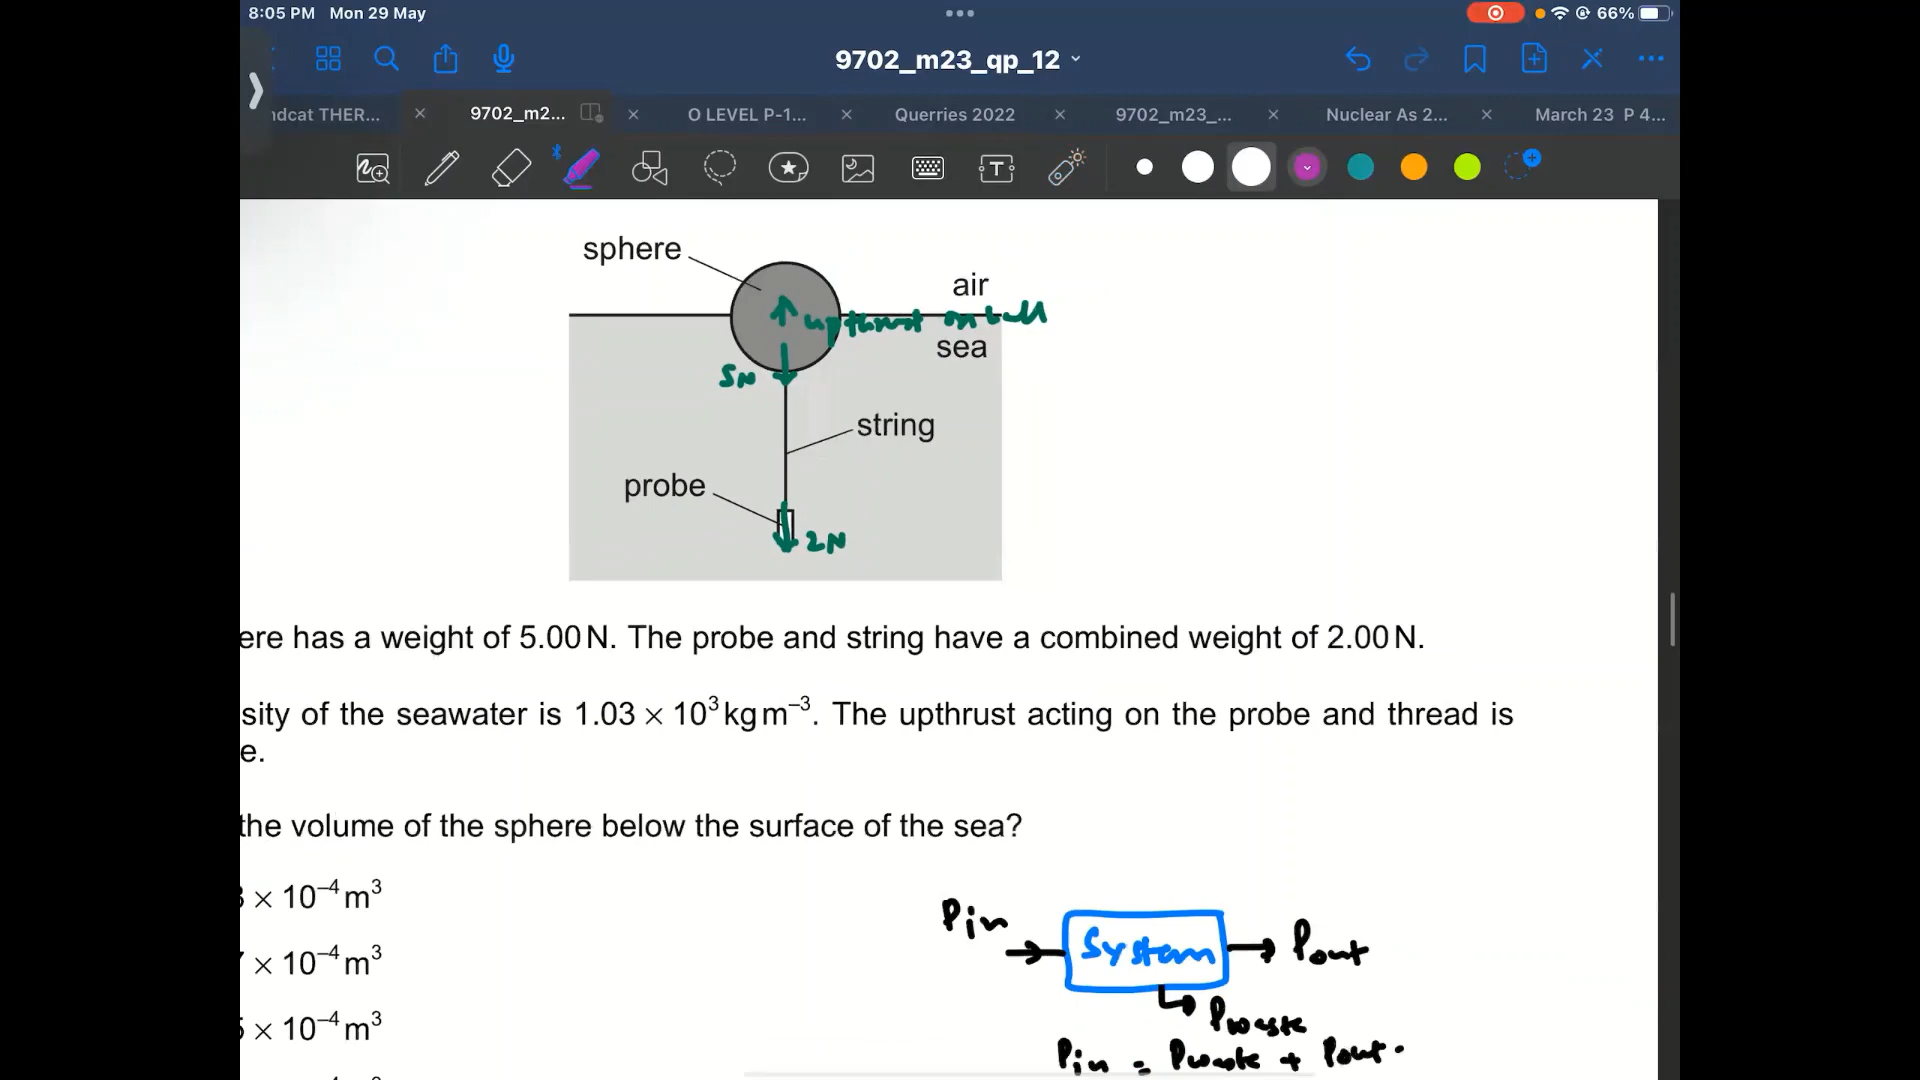 8:05 PM Mon 29 May
66%
9702_m23_qp_12
ndcat THER... 9702_m2... O LEVEL P-1... Querries 2022 9702_m23_... Nuclear As 2... March 23 P 4...
sphere
air
upthrust on ball
sea
5N
string
probe
2N
ere has a weight of 5.00 N. The probe and string have a combined weight of 2.00 N.
sity of the seawater is 1.03 × 10³ kg m⁻³. The upthrust acting on the probe and thread is
e.
the volume of the sphere below the surface of the sea?
× 10⁻⁴ m³
× 10⁻⁴ m³
× 10⁻⁴ m³
Pin
System
Pout
Pwaste
Pin = Pwaste + Pout